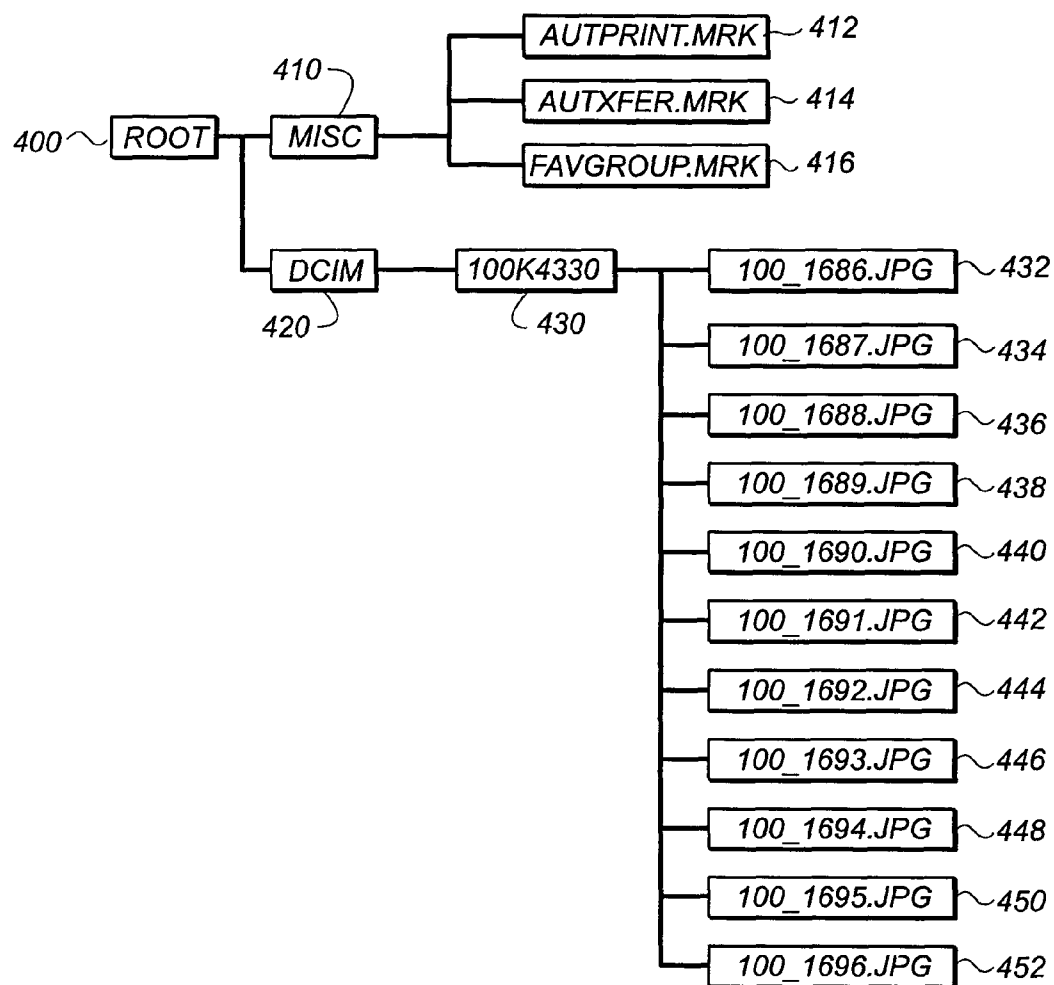 AUTPRINT.MRK 412
410
AUTXFER.MRK 414
400 ROOT MISC
FAVGROUP.MRK 416
DCIM 100K4330 100_1686.JPG 432
420 430
100_1687.JPG 434
100_1688.JPG 436
100_1689.JPG 438
100_1690.JPG 440
100_1691.JPG 442
100_1692.JPG 444
100_1693.JPG 446
100_1694.JPG 448
100_1695.JPG 450
100_1696.JPG 452